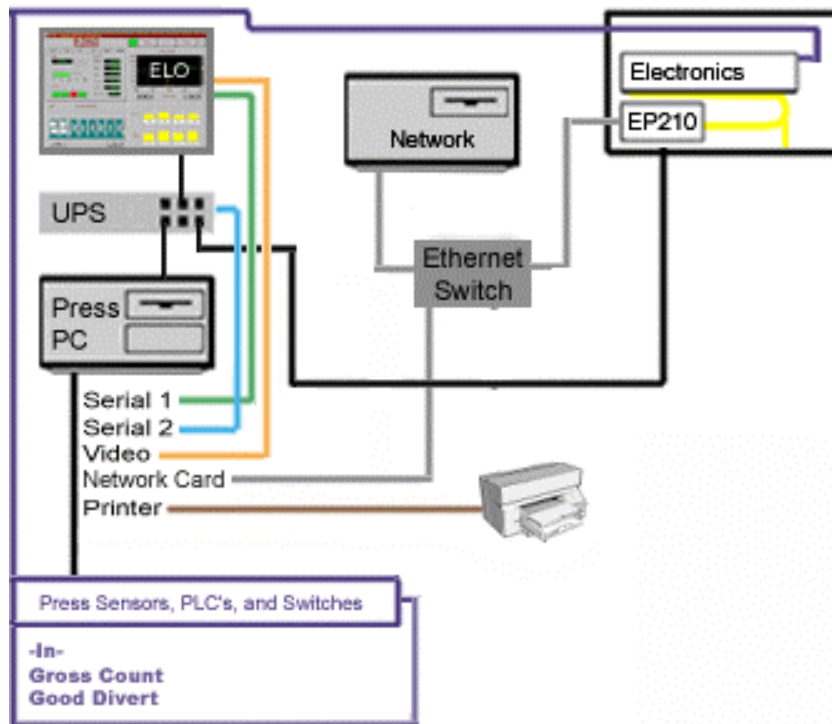 ELO
Electronics
EP210
Network
UPS
Ethernet
Switch
Press
PC
Serial 1
Serial 2
Video
Network Card
Printer
Press Sensors, PLC's, and Switches
-In-
Gross Count
Good Divert